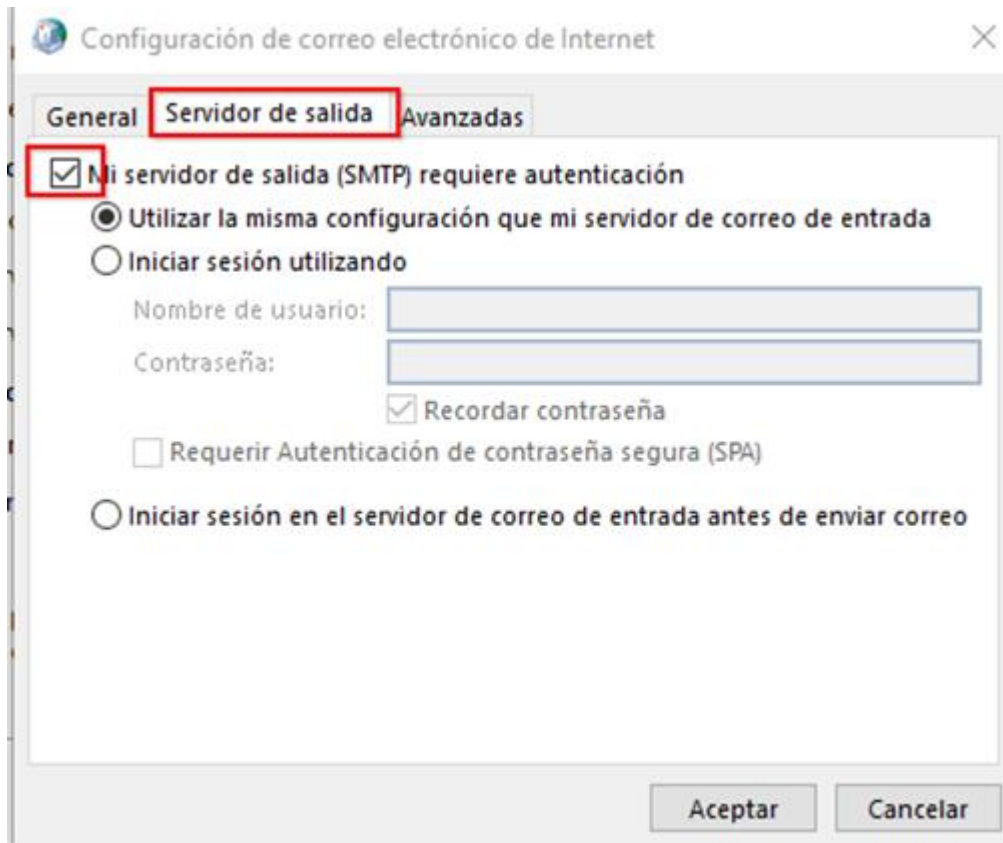 Configuración de correo electrónico de Internet
General Servidor de salida Avanzadas
Mi servidor de salida (SMTP) requiere autenticación
Utilizar la misma configuración que mi servidor de correo de entrada
Iniciar sesión utilizando
Nombre de usuario:
Contraseña:
Recordar contraseña
Requerir Autenticación de contraseña segura (SPA)
Iniciar sesión en el servidor de correo de entrada antes de enviar correo
Aceptar Cancelar